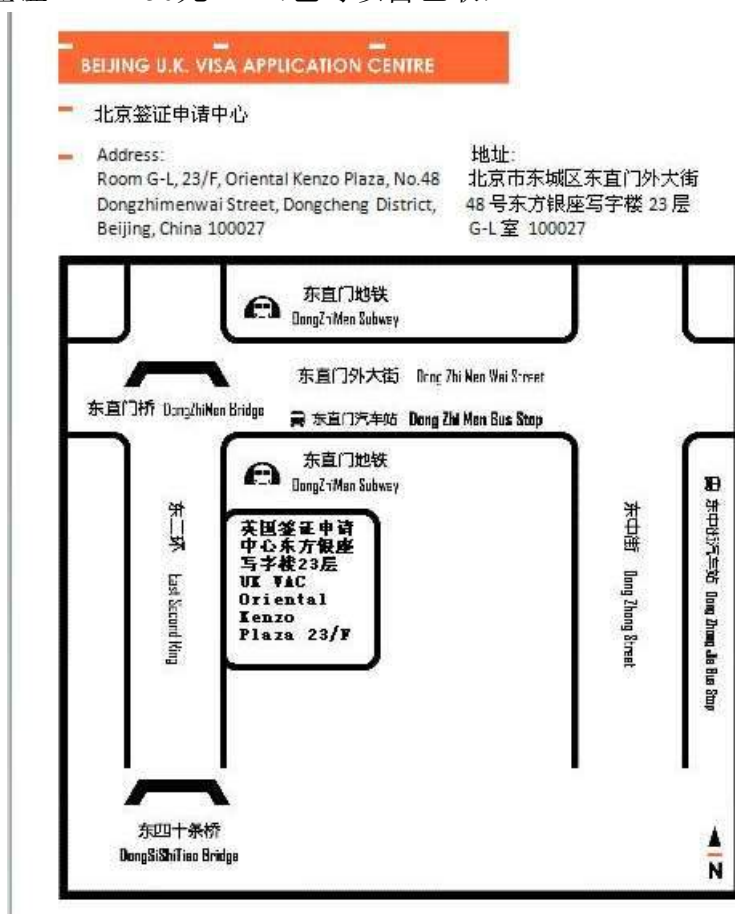 BEIJING U.K. VISA APPLICATION CENTRE
北京签证申请中心
Address:
Room G-L, 23/F, Oriental Kenzo Plaza, No.48
Dongzhimenwai Street, Dongcheng District,
Beijing, China 100027
地址:
北京市东城区东直门外大街
48号东方银座写字楼 23层
G-L室 100027
东直门地铁
DongZhiMen Subway
东直门外大街 Dong Zhi Men Wai Street
东直门桥 DongZhiMen Bridge
东直门汽车站 Dong Zhi Men Bus Stop
东直门地铁
DongZhiMen Subway
东二环 East Second Ring
英国签证申请
中心东方银座
写字楼23层
UK VAC
Oriental
Kenzo
Plaza 23/F
东中街 Dong Zhong Street
东中街汽车站 Dong Zhong Jie Bus Stop
东四十条桥
DongSiShiTiao Bridge
N